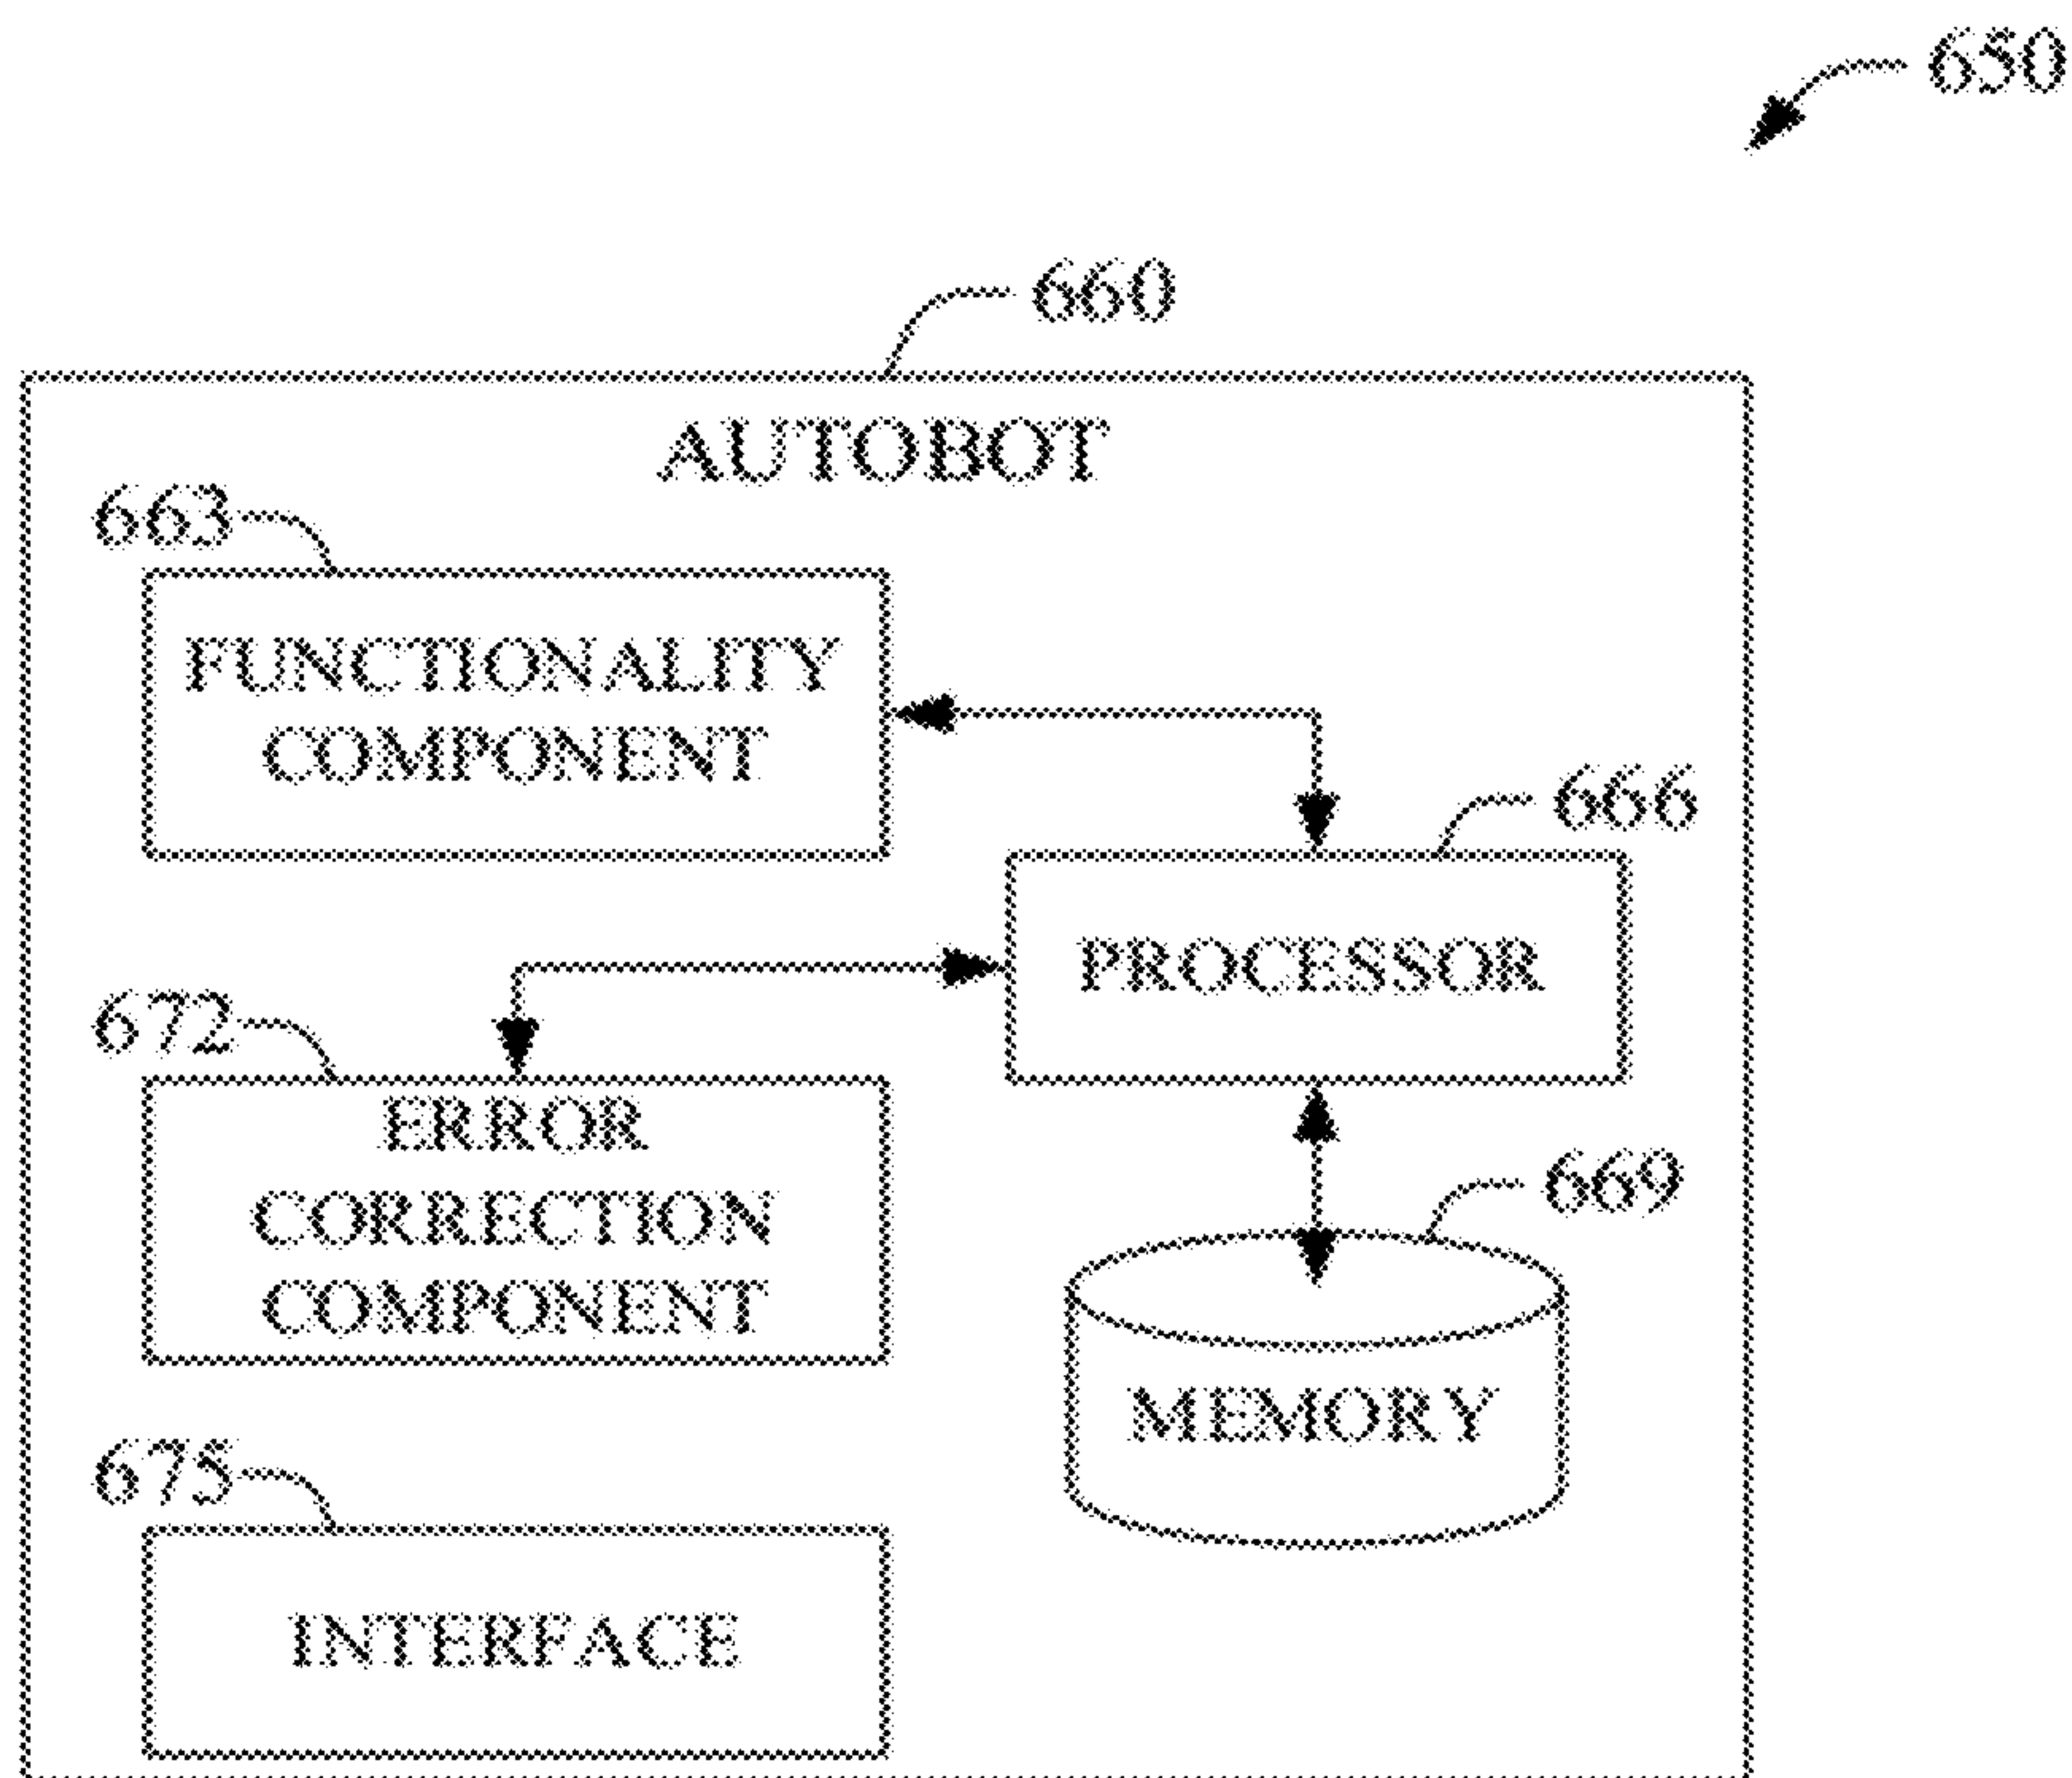 650
660
AUTOBOT
663
FUNCTIONALITY
COMPONENT
666
PROCESSOR
672
ERROR
CORRECTION
COMPONENT
669
MEMORY
675
INTERFACE